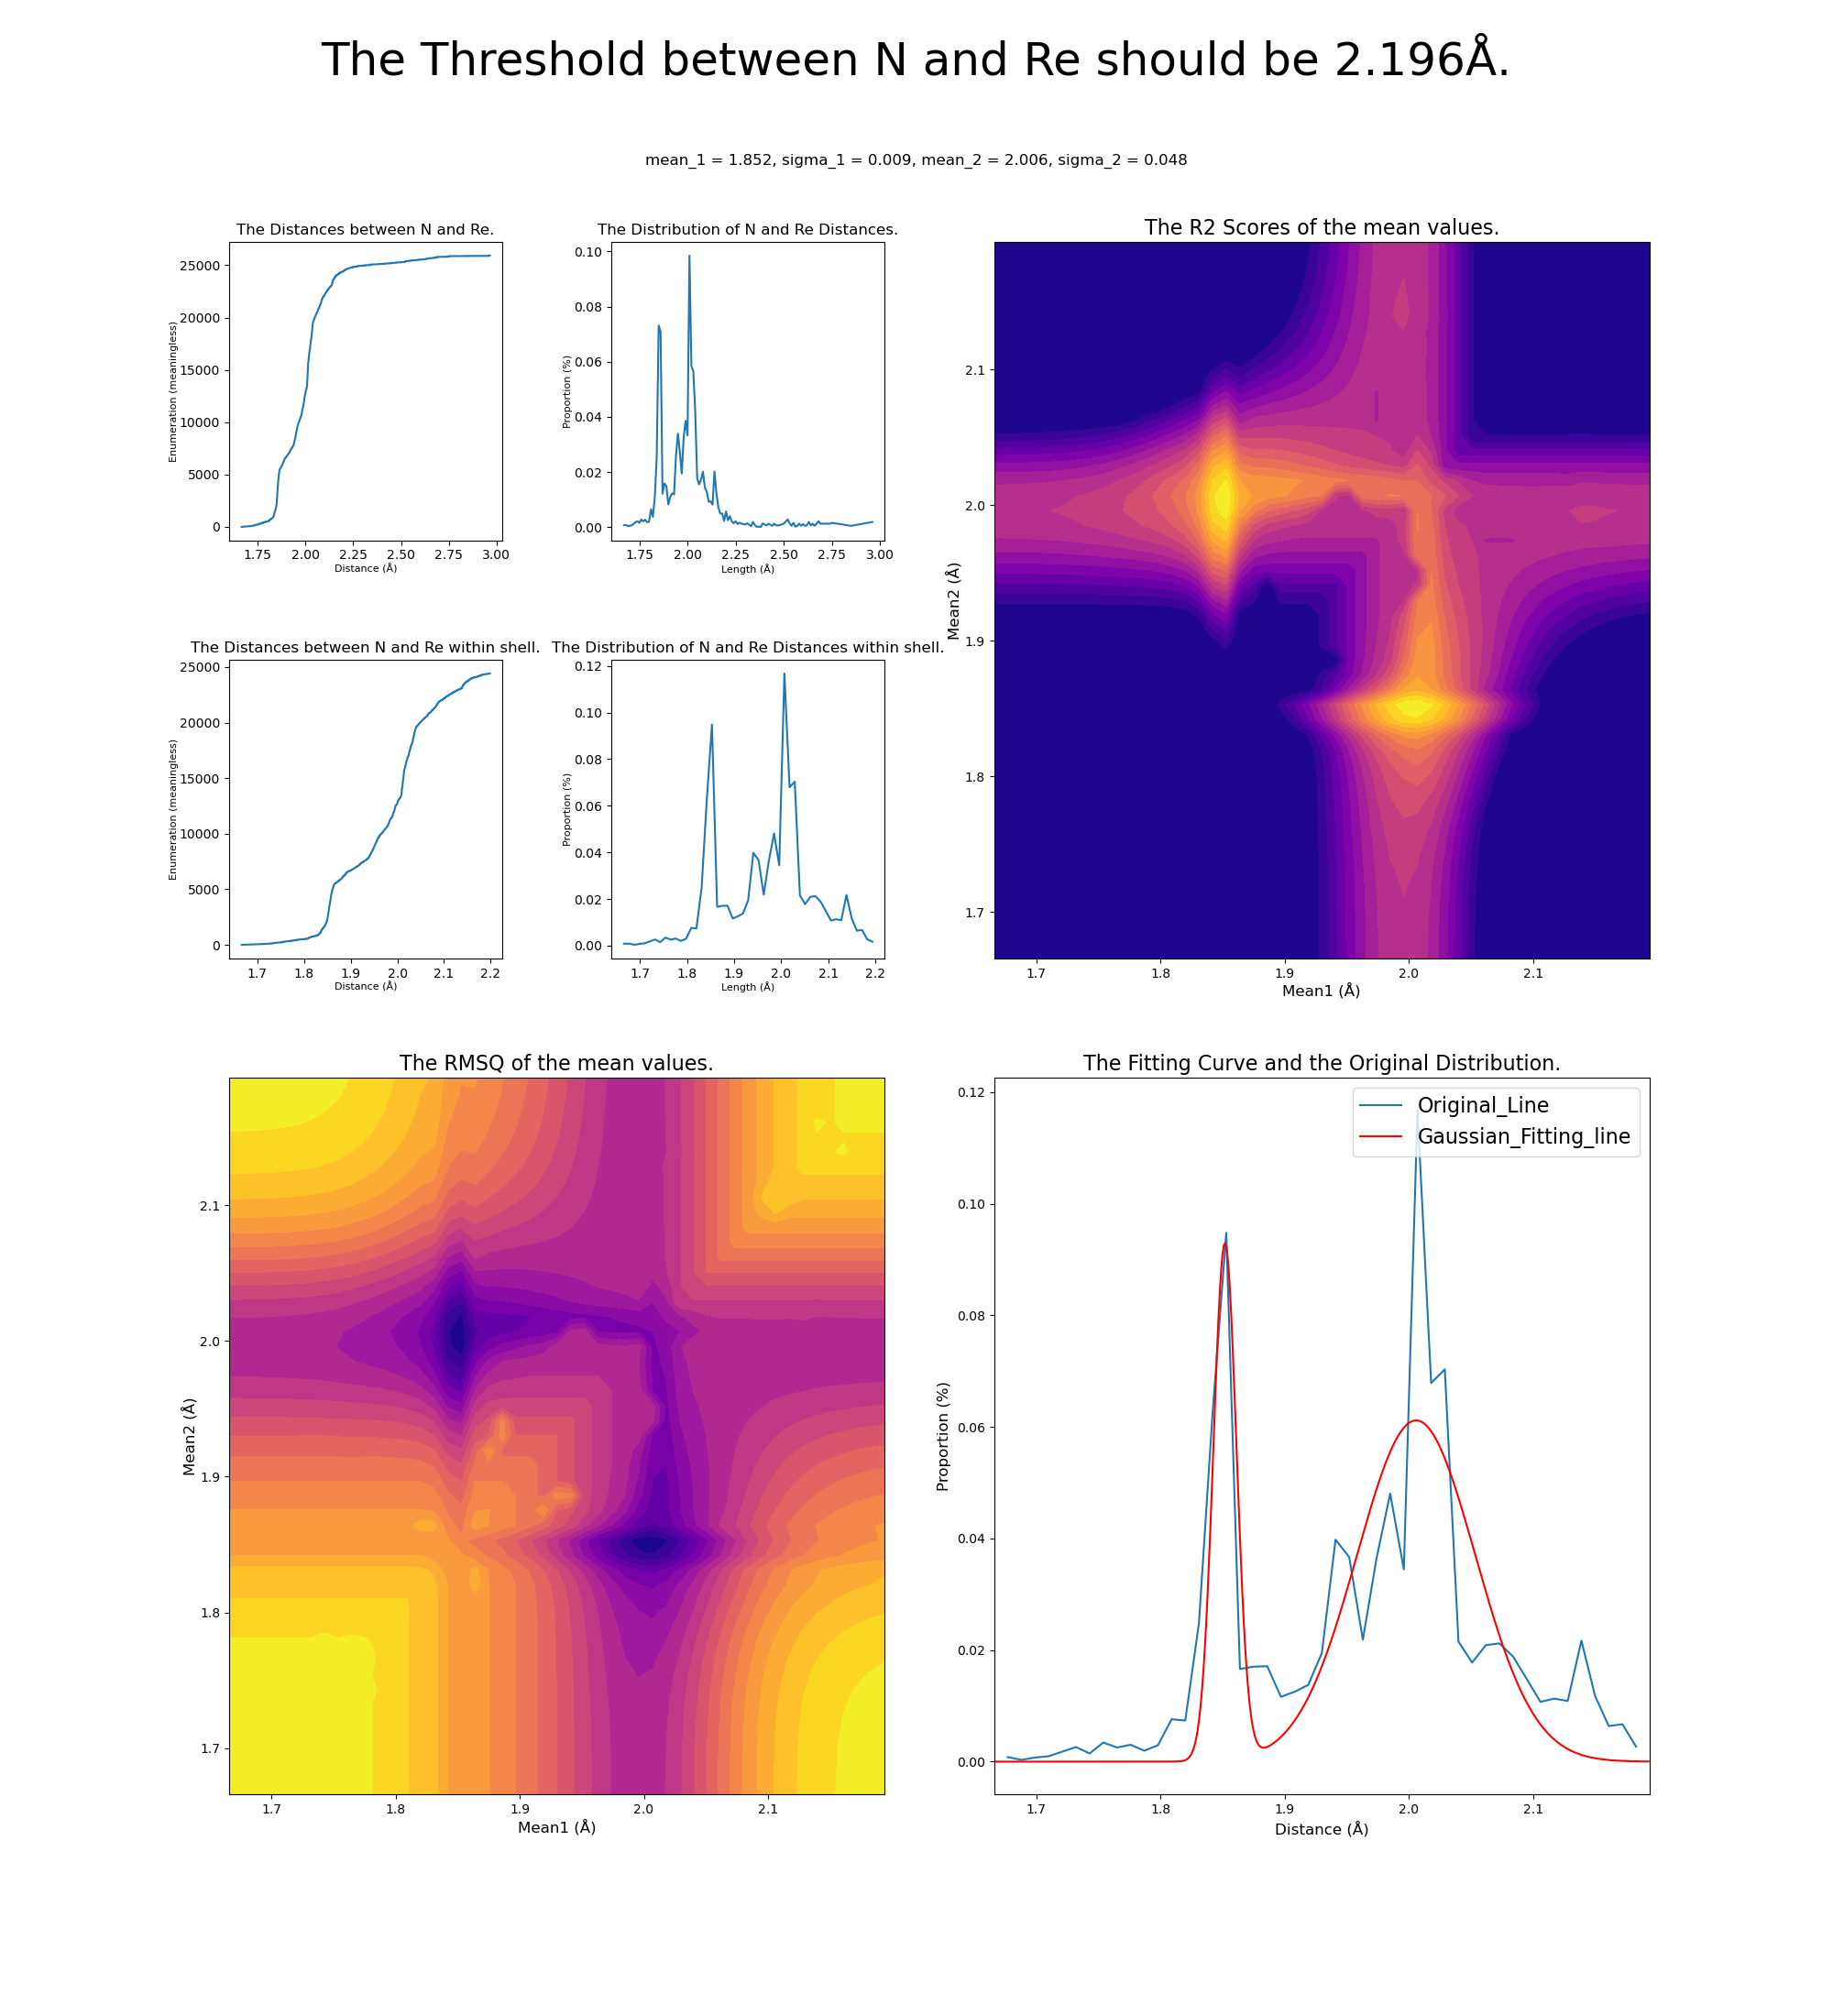 The Threshold between N and Re should be 2.196Å.
mean_1 = 1.852, sigma_1 = 0.009, mean_2 = 2.006, sigma_2 = 0.048
The Distances between N and Re.
25000
20000
15000
10000
5000
0
Enumeration (meaningless)
1.75 2.00 2.25 2.50 2.75 3.00
Distance (Å)
The Distribution of N and Re Distances.
0.10
0.08
0.06
0.04
0.02
0.00
Proportion (%)
1.75 2.00 2.25 2.50 2.75 3.00
Length (Å)
The R2 Scores of the mean values.
2.1
2.0
1.9
1.8
1.7
Mean2 (Å)
1.7 1.8 1.9 2.0 2.1
Mean1 (Å)
The Distances between N and Re within shell.
25000
20000
15000
10000
5000
0
Enumeration (meaningless)
1.7 1.8 1.9 2.0 2.1 2.2
Distance (Å)
The Distribution of N and Re Distances within shell.
0.12
0.10
0.08
0.06
0.04
0.02
0.00
Proportion (%)
1.7 1.8 1.9 2.0 2.1 2.2
Length (Å)
The RMSQ of the mean values.
2.1
2.0
1.9
1.8
1.7
Mean2 (Å)
1.7 1.8 1.9 2.0 2.1
Mean1 (Å)
The Fitting Curve and the Original Distribution.
Original_Line
Gaussian_Fitting_line
0.12
0.10
0.08
0.06
0.04
0.02
0.00
Proportion (%)
1.7 1.8 1.9 2.0 2.1
Distance (Å)